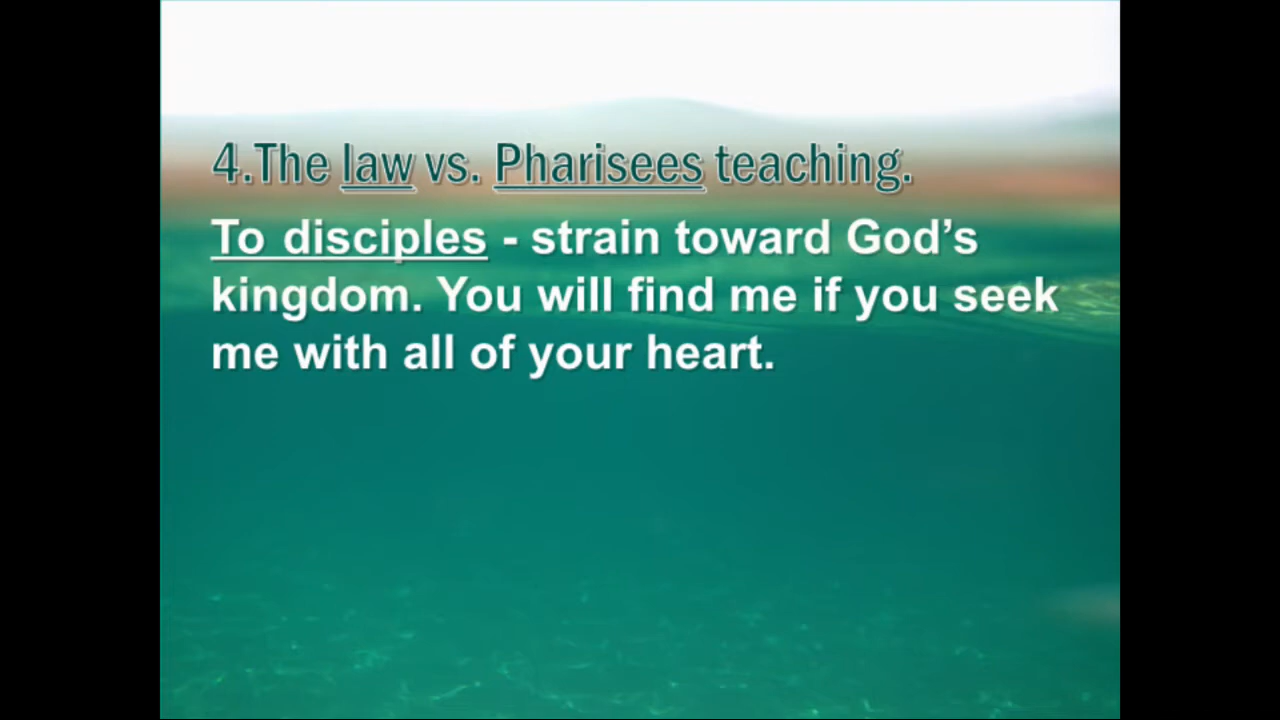 4.The law vs. Pharisees teaching.
To disciples - strain toward God’s
kingdom. You will find me if you seek
me with all of your heart.